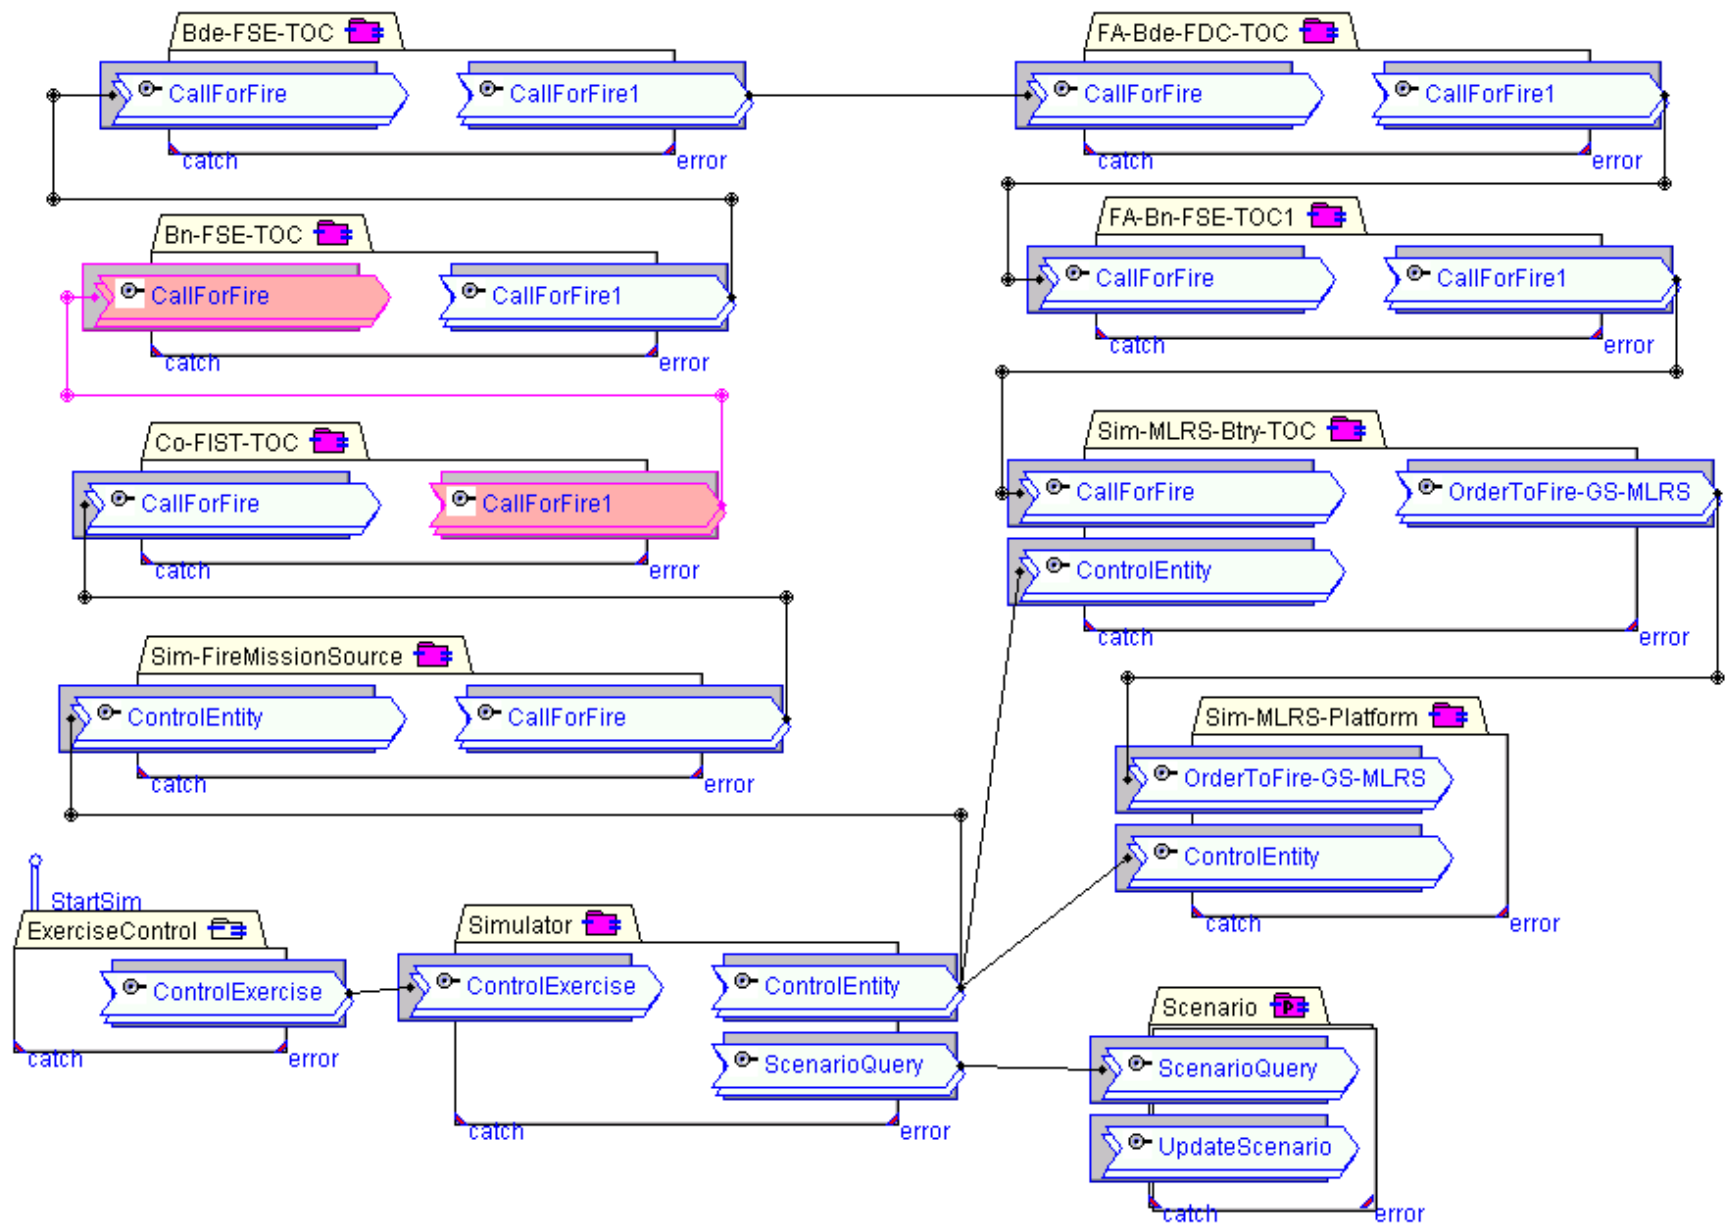 Bde-FSE-TOC
CallForFire
CallForFire1
catch
error
FA-Bde-FDC-TOC
CallForFire
CallForFire1
catch
error
Bn-FSE-TOC
CallForFire
CallForFire1
catch
error
FA-Bn-FSE-TOC1
CallForFire
CallForFire1
catch
error
Co-FIST-TOC
CallForFire
CallForFire1
catch
error
Sim-MLRS-Btry-TOC
CallForFire
OrderToFire-GS-MLRS
ControlEntity
catch
error
Sim-FireMissionSource
ControlEntity
CallForFire
catch
error
Sim-MLRS-Platform
OrderToFire-GS-MLRS
ControlEntity
catch
error
StartSim
ExerciseControl
ControlExercise
catch
error
Simulator
ControlExercise
ControlEntity
ScenarioQuery
catch
error
Scenario
P
ScenarioQuery
UpdateScenario
catch
error